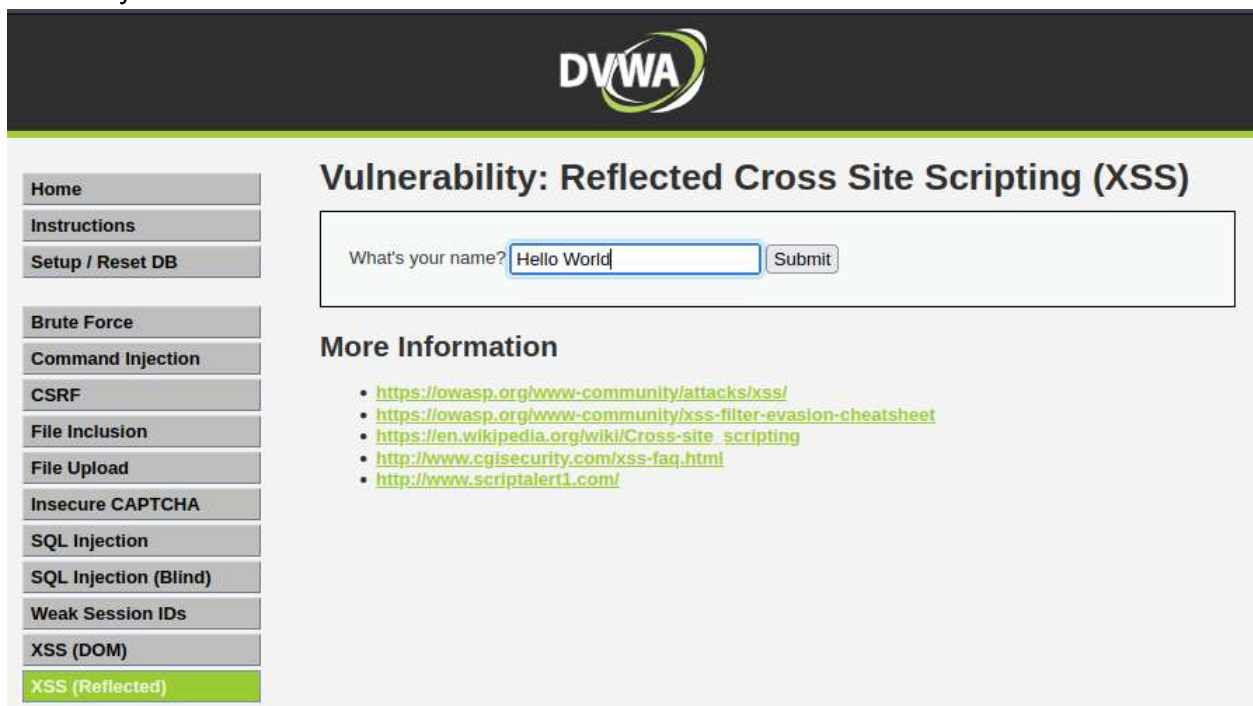 DVWA
Home
Instructions
Setup / Reset DB
Brute Force
Command Injection
CSRF
File Inclusion
File Upload
Insecure CAPTCHA
SQL Injection
SQL Injection (Blind)
Weak Session IDs
XSS (DOM)
XSS (Reflected)
Vulnerability: Reflected Cross Site Scripting (XSS)
What's your name? Hello World Submit
More Information
• https://owasp.org/www-community/attacks/xss/
• https://owasp.org/www-community/xss-filter-evasion-cheatsheet
• https://en.wikipedia.org/wiki/Cross-site_scripting
• http://www.cgisecurity.com/xss-faq.html
• http://www.scriptalert1.com/